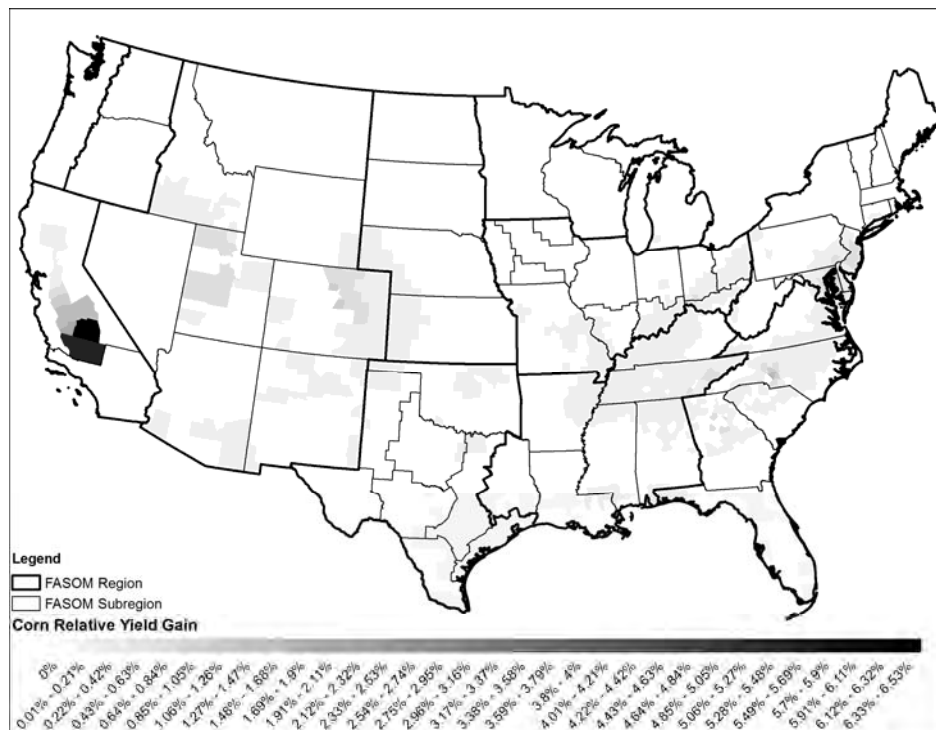 Legend
FASOM Region
FASOM Subregion
Corn Relative Yield Gain
0%
0.01% - 0.21%
0.22% - 0.42%
0.43% - 0.63%
0.64% - 0.84%
0.85% - 1.05%
1.06% - 1.26%
1.27% - 1.47%
1.48% - 1.68%
1.69% - 1.9%
1.91% - 2.11%
2.12% - 2.32%
2.33% - 2.53%
2.54% - 2.74%
2.75% - 2.95%
2.96% - 3.16%
3.17% - 3.37%
3.38% - 3.58%
3.59% - 3.79%
3.8% - 4%
4.01% - 4.21%
4.22% - 4.42%
4.43% - 4.63%
4.64% - 4.84%
4.85% - 5.05%
5.06% - 5.27%
5.28% - 5.48%
5.49% - 5.69%
5.7% - 5.9%
5.91% - 6.11%
6.12% - 6.32%
6.33% - 6.53%